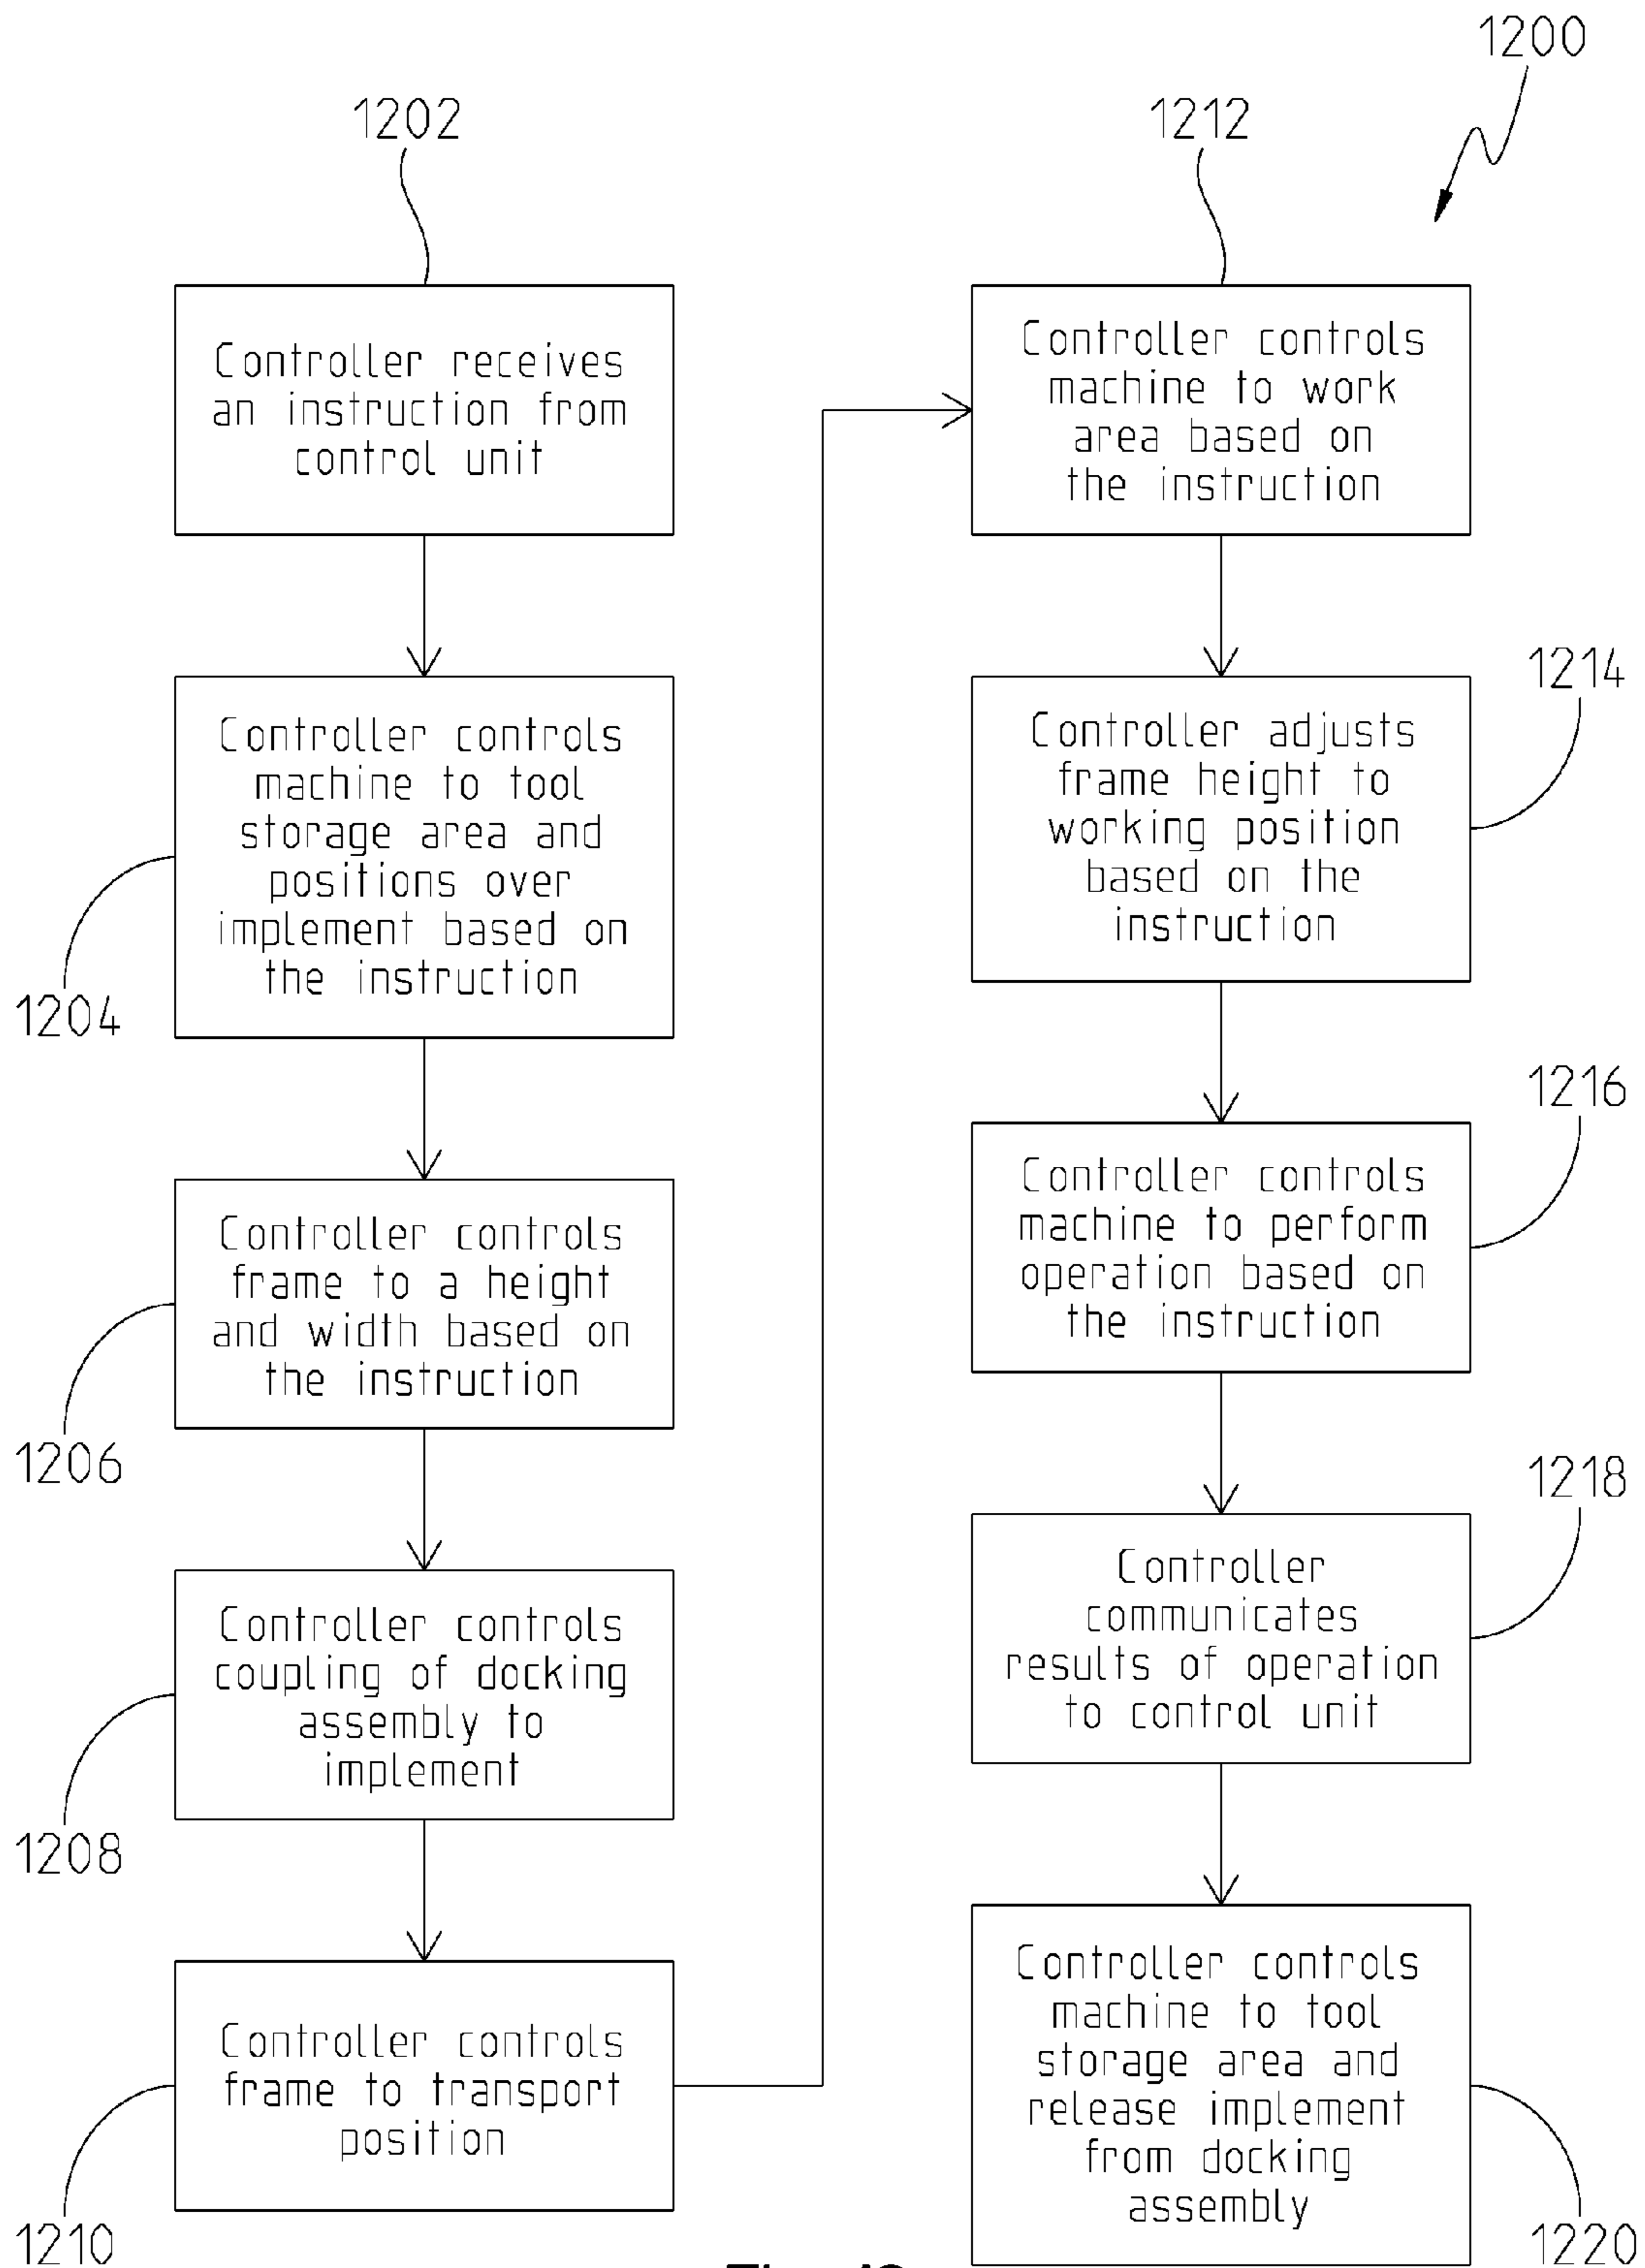 1200
1202
Controller receives
an instruction from
control unit
1204
Controller controls
machine to tool
storage area and
positions over
implement based on
the instruction
1206
Controller controls
frame to a height
and width based on
the instruction
1208
Controller controls
coupling of docking
assembly to
implement
1210
Controller controls
frame to transport
position
1212
Controller controls
machine to work
area based on
the instruction
1214
Controller adjusts
frame height to
working position
based on the
instruction
1216
Controller controls
machine to perform
operation based on
the instruction
1218
Controller
communicates
results of operation
to control unit
1220
Controller controls
machine to tool
storage area and
release implement
from docking
assembly